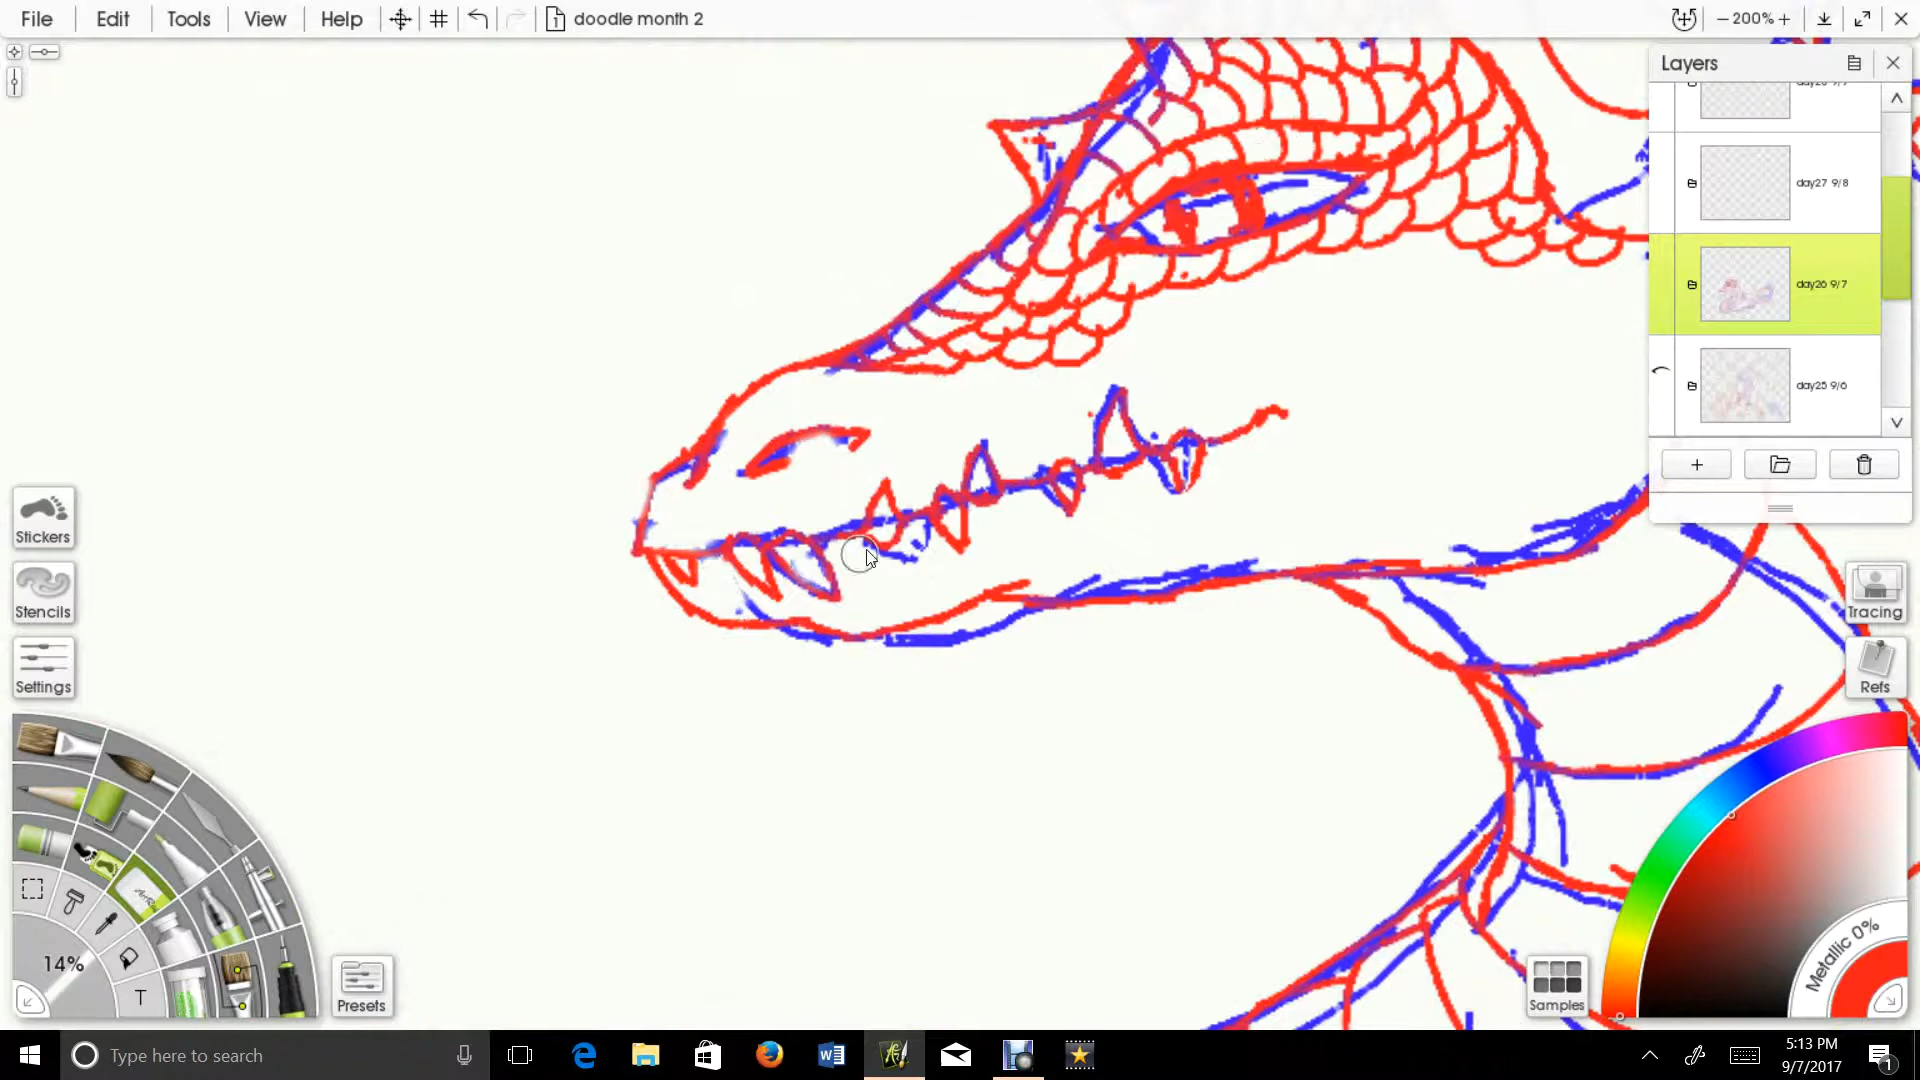 File Edit Tools View Help doodle month 2 200%
Layers
day27 9/8
day26 9/7
day25 9/6
Stickers
Stencils
Settings
Tracing
Refs
14%
T
Presets
Metallic 0%
Samples
Type here to search
5:13 PM
9/7/2017
1